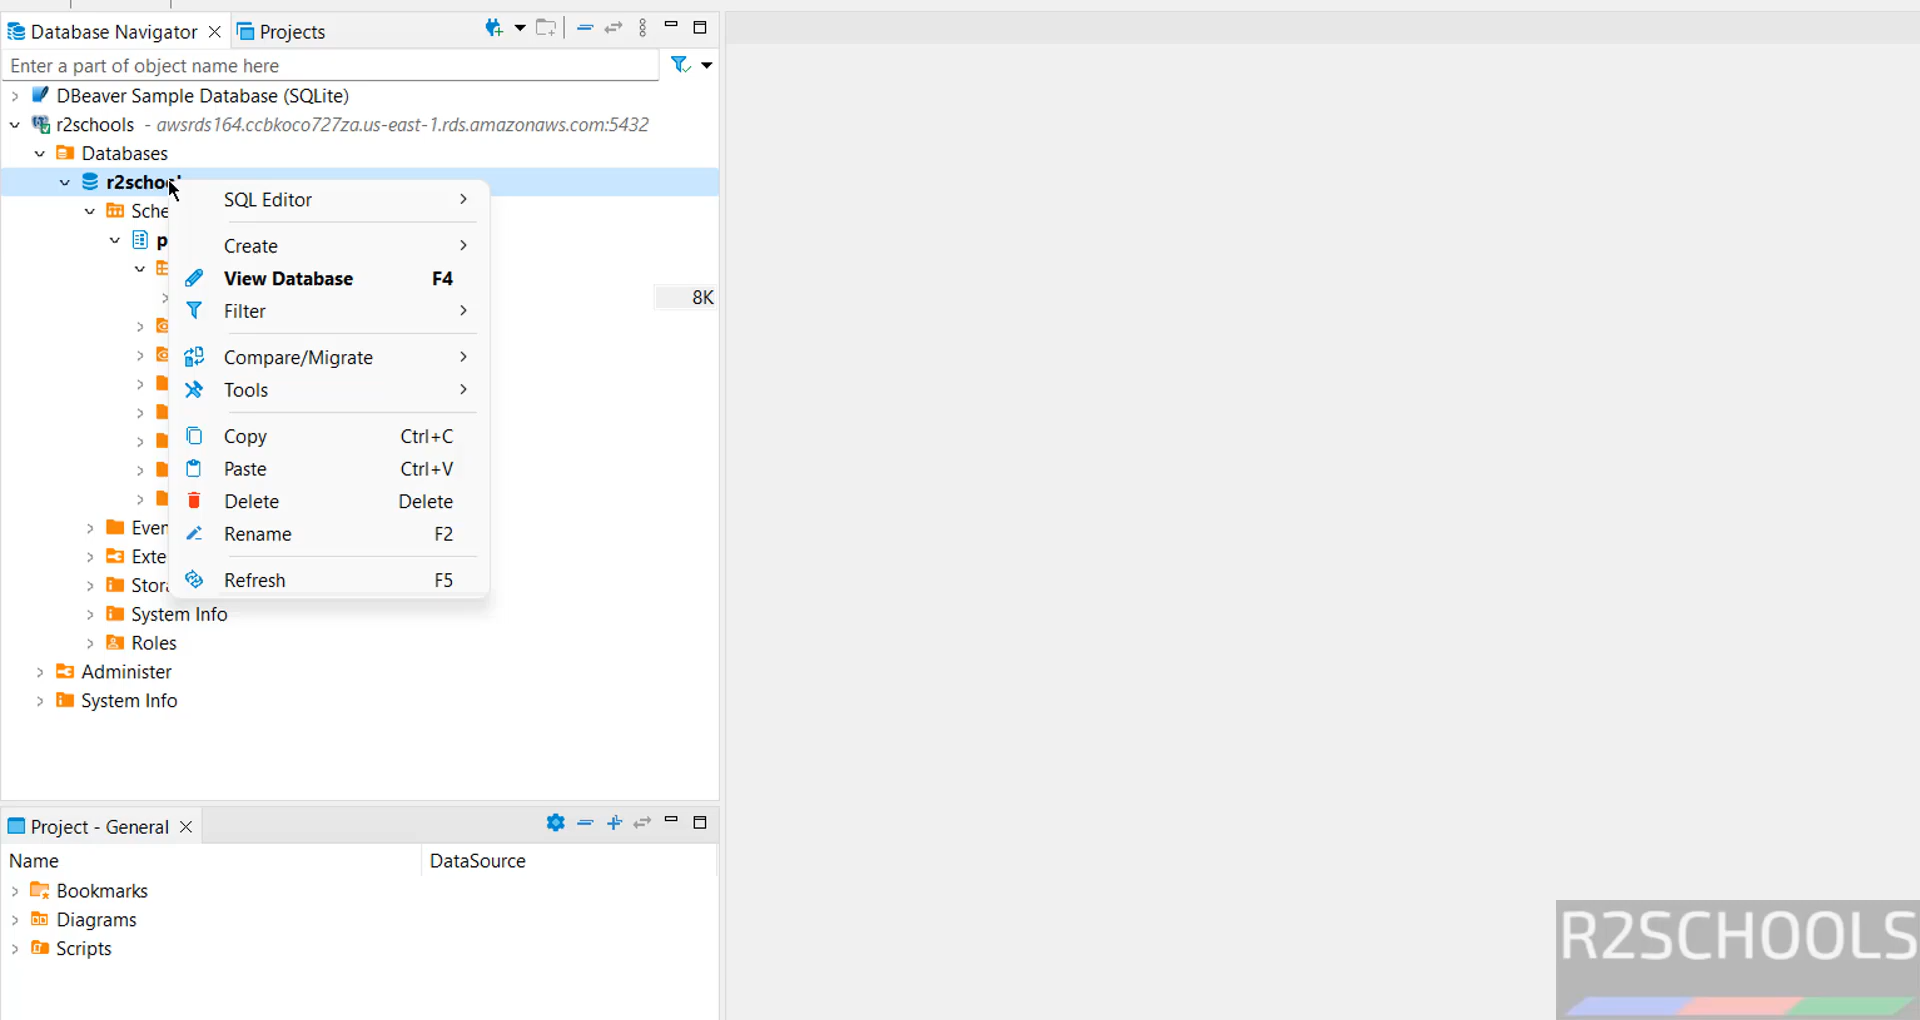 Database Navigator
Projects
Enter a part of object name here
DBeaver Sample Database (SQLite)
r2schools - awsrds164.ccbkoco727za.us-east-1.rds.amazonaws.com:5432
Databases
SQL Editor
Create
View Database F4
8K
Filter
Compare/Migrate
Tools
Copy Ctrl+C
Paste Ctrl+V
Delete Delete
Rename F2
Refresh F5
System Info
Roles
Administer
System Info
Project - General
Name DataSource
Bookmarks
Diagrams
Scripts
R2SCHOOLS